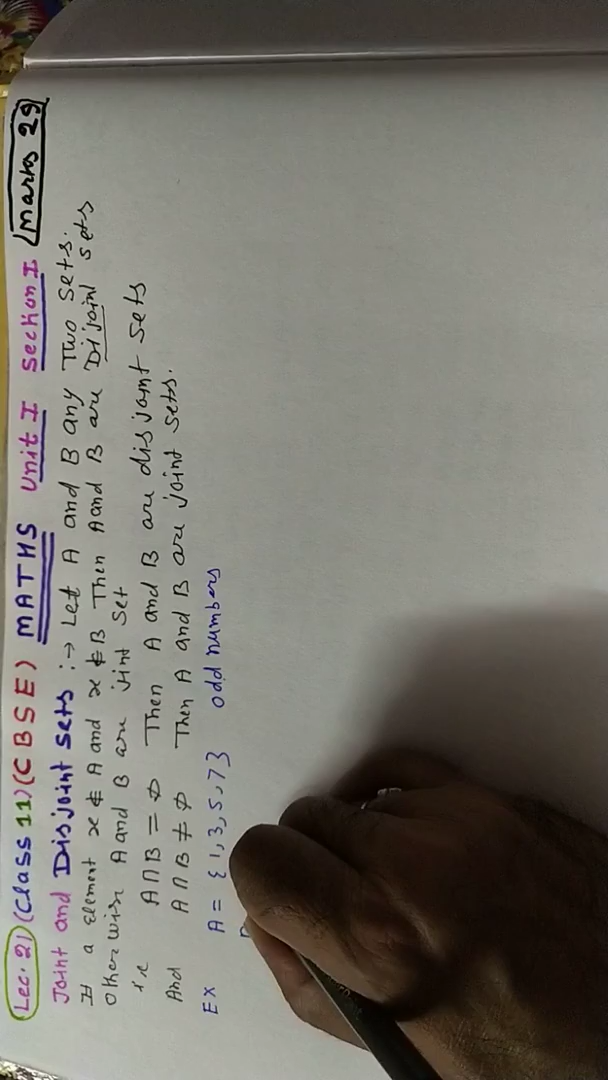 Lec. 21 (Class 11) (CBSE) MATHS Unit I Section I Marks 29
Joint and Disjoint sets :→ Let A and B any Two sets.
If a Element x ∉ A and x ∉ B Then A and B are Disjoint sets
otherwise A and B are jint set
i.e A∩B = ∅ Then A and B are disjoint sets
And A∩B ≠ ∅ Then A and B are joint sets.
Ex A = {1,3,5,7} odd numbers